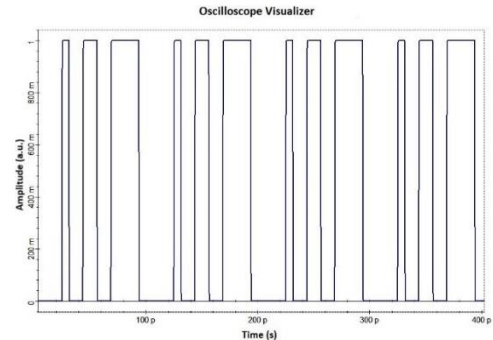 Oscilloscope Visualizer
Amplitude (a.u.)
1
800 m
600 m
400 m
200 m
0
100 p
200 p
300 p
400 p
Time (s)